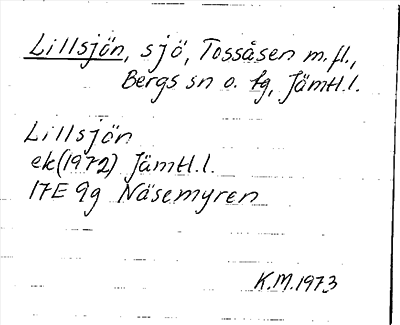 Lillsjön, sjö, Tossåsen m.fl.,
Bergs sn o. tg, Jämtl.l.
Lillsjön
ek(1972) Jämtl.l.
17E 9g Näsemyren
K.M.1973